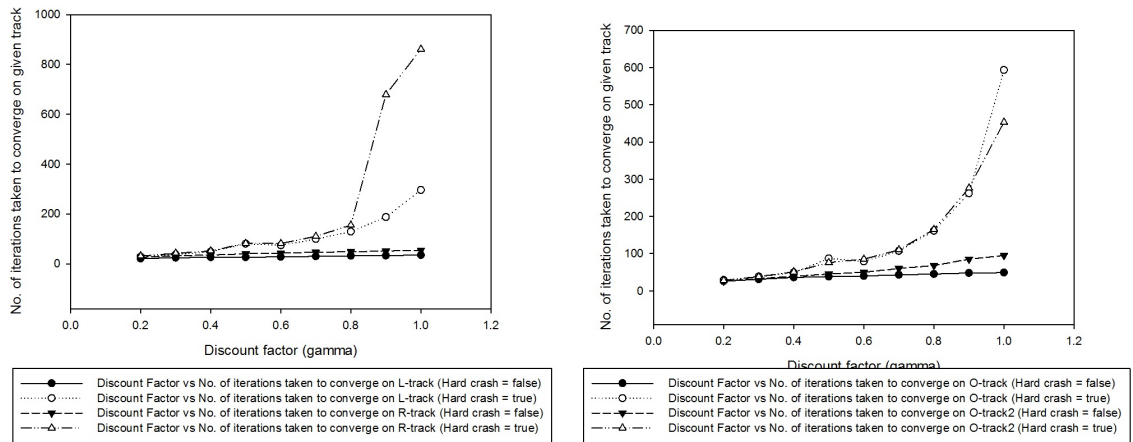 No. of iterations taken to converge on given track
1000
800
600
400
200
0
0.0 0.2 0.4 0.6 0.8 1.0 1.2
Discount factor (gamma)
Discount Factor vs No. of iterations taken to converge on L-track (Hard crash = false)
Discount Factor vs No. of iterations taken to converge on L-track (Hard crash = true)
Discount Factor vs No. of iterations taken to converge on R-track (Hard crash = false)
Discount Factor vs No. of iterations taken to converge on R-track (Hard crash = true)
No. of iterations taken to converge on given track
700
600
500
400
300
200
100
0
0.0 0.2 0.4 0.6 0.8 1.0 1.2
Discount factor (gamma)
Discount Factor vs No. of iterations taken to converge on O-track (Hard crash = false)
Discount Factor vs No. of iterations taken to converge on O-track (Hard crash = true)
Discount Factor vs No. of iterations taken to converge on O-track2 (Hard crash = false)
Discount Factor vs No. of iterations taken to converge on O-track2 (Hard crash = true)